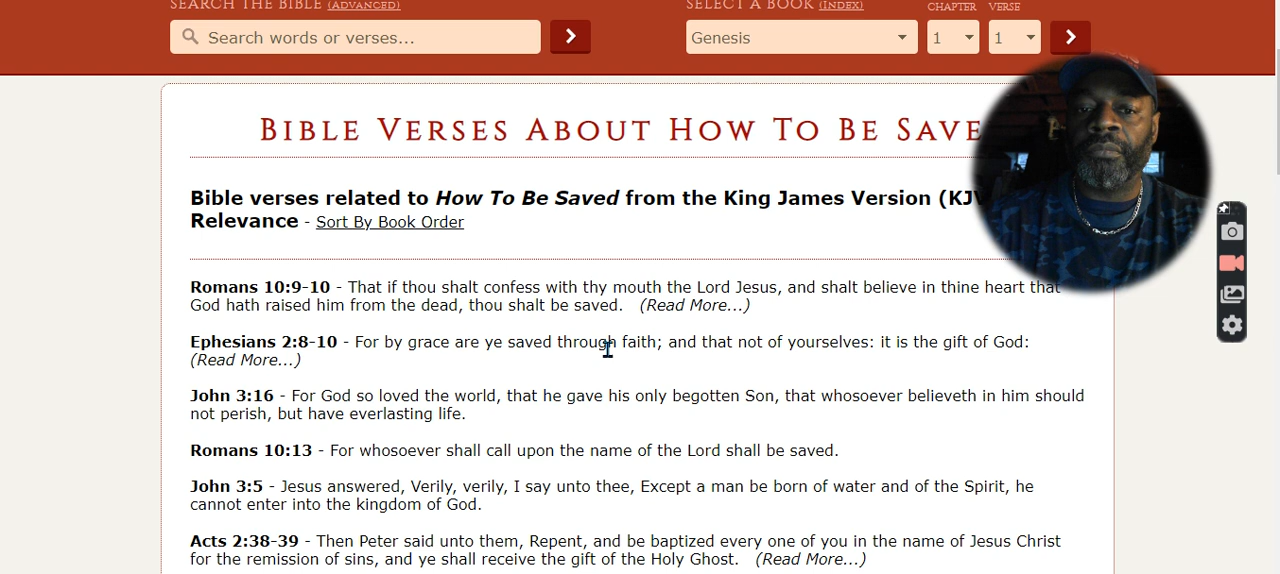 SEARCH THE BIBLE (ADVANCED)
SELECT A BOOK (INDEX)
CHAPTER VERSE
Search words or verses...
Genesis
1
1
BIBLE VERSES ABOUT HOW TO BE SAVE
Bible verses related to How To Be Saved from the King James Version (KJV
Relevance - Sort By Book Order
Romans 10:9-10 - That if thou shalt confess with thy mouth the Lord Jesus, and shalt believe in thine heart that
God hath raised him from the dead, thou shalt be saved. (Read More...)
Ephesians 2:8-10 - For by grace are ye saved through faith; and that not of yourselves: it is the gift of God:
(Read More...)
John 3:16 - For God so loved the world, that he gave his only begotten Son, that whosoever believeth in him should
not perish, but have everlasting life.
Romans 10:13 - For whosoever shall call upon the name of the Lord shall be saved.
John 3:5 - Jesus answered, Verily, verily, I say unto thee, Except a man be born of water and of the Spirit, he
cannot enter into the kingdom of God.
Acts 2:38-39 - Then Peter said unto them, Repent, and be baptized every one of you in the name of Jesus Christ
for the remission of sins, and ye shall receive the gift of the Holy Ghost. (Read More...)